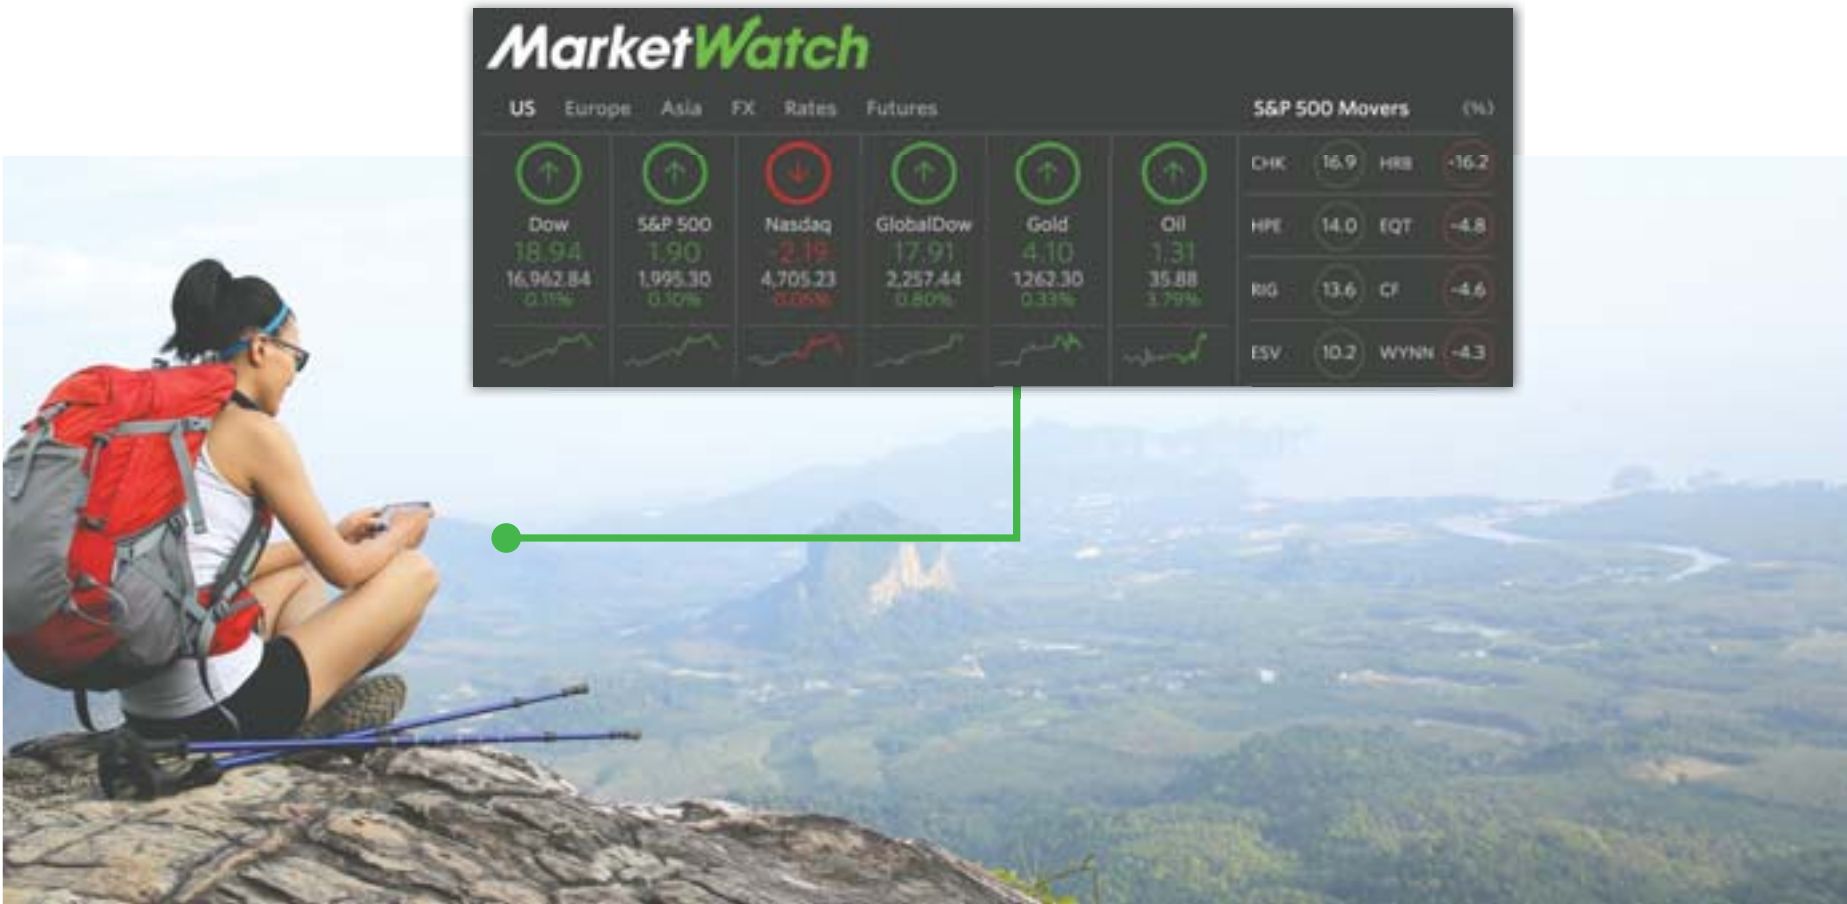 MarketWatch
US Europe Asia FX Rates Futures
S&P 500 Movers (%)
Dow
18.94
16,962.84
0.11%
S&P 500
1.90
1,995.30
0.10%
Nasdaq
-2.19
4,705.23
0.05%
GlobalDow
17.91
2,257.44
0.80%
Gold
4.10
1262.30
0.33%
Oil
1.31
35.88
3.79%
CHK 16.9 HRB -16.2
HPE 14.0 EQT -4.8
RIG 13.6 CF -4.6
ESV 10.2 WYNN -4.3